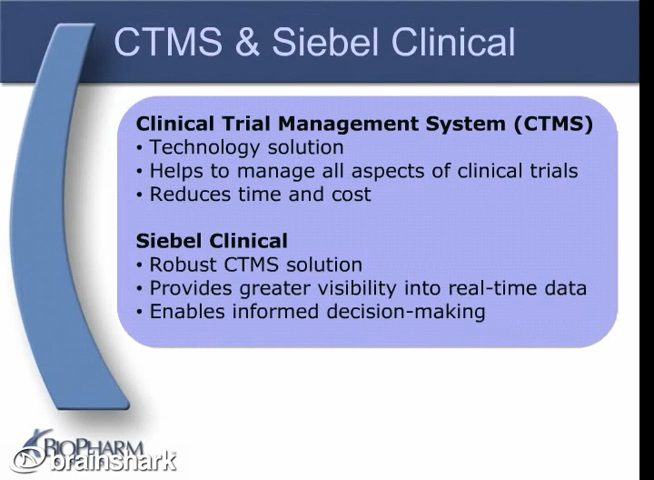 CTMS & Siebel Clinical
Clinical Trial Management System (CTMS)
• Technology solution
• Helps to manage all aspects of clinical trials
• Reduces time and cost
Siebel Clinical
• Robust CTMS solution
• Provides greater visibility into real-time data
• Enables informed decision-making
BIOPHARM
brainshark